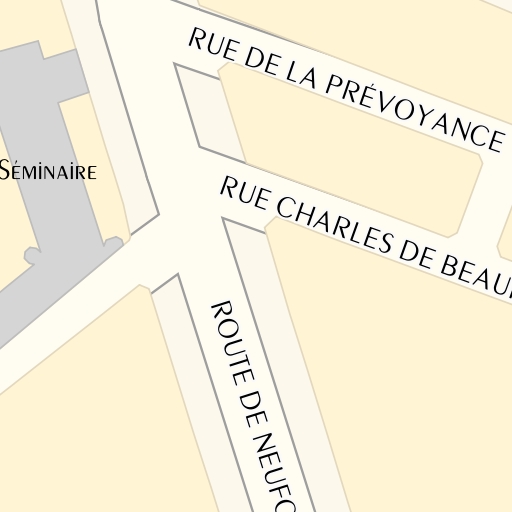 RUE DE LA PRÉVOYANCE
SÉMINAIRE
RUE CHARLES DE BEAU
ROUTE DE NEUFC